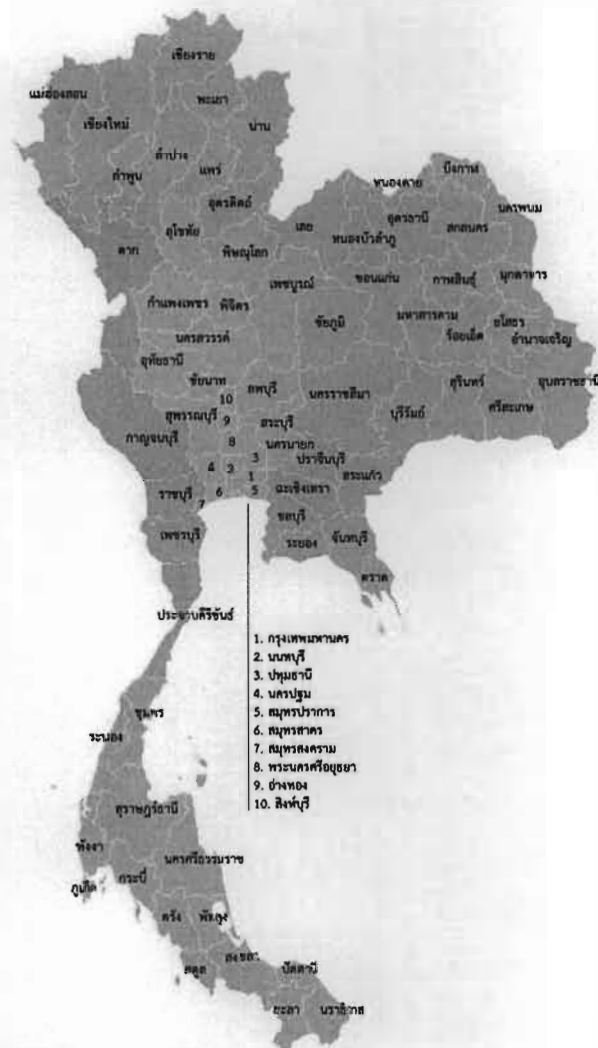 เชียงราย
แม่ฮ่องสอน
พะเยา
เชียงใหม่
น่าน
ลำปาง
แพร่
ลำพูน
บึงกาฬ
หนองคาย
อุตรดิตถ์
นครพนม
อุดรธานี
สกลนคร
เลย
สุโขทัย
หนองบัวลำภู
ตาก
พิษณุโลก
ขอนแก่น
กาฬสินธุ์
มุกดาหาร
เพชรบูรณ์
กำแพงเพชร
พิจิตร
มหาสารคาม
ยโสธร
ชัยภูมิ
ร้อยเอ็ด
อำนาจเจริญ
นครสวรรค์
อุทัยธานี
ชัยนาท
ลพบุรี
นครราชสีมา
สุรินทร์
อุบลราชธานี
10
สุพรรณบุรี
9
สระบุรี
บุรีรัมย์
ศรีสะเกษ
กาญจนบุรี
8
นครนายก
3
ปราจีนบุรี
4
2
1
สระแก้ว
ราชบุรี
6
5
ฉะเชิงเทรา
7
ชลบุรี
เพชรบุรี
ระยอง
จันทบุรี
ตราด
ประจวบคีรีขันธ์
1. กรุงเทพมหานคร
2. นนทบุรี
3. ปทุมธานี
4. นครปฐม
5. สมุทรปราการ
6. สมุทรสาคร
7. สมุทรสงคราม
8. พระนครศรีอยุธยา
9. อ่างทอง
10. สิงห์บุรี
ชุมพร
ระนอง
สุราษฎร์ธานี
พังงา
นครศรีธรรมราช
กระบี่
ภูเก็ต
ตรัง
พัทลุง
สงขลา
สตูล
ปัตตานี
ยะลา
นราธิวาส